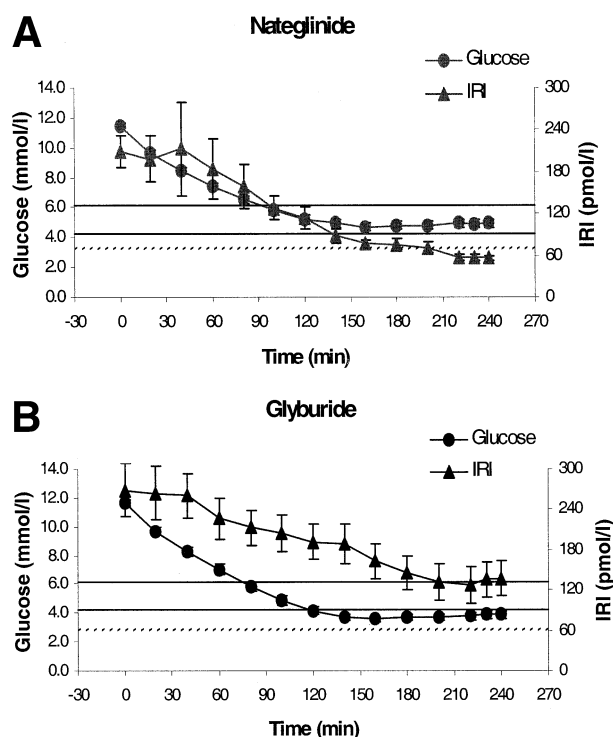 A
Nateglinide
Glucose
IRI
14.0
12.0
10.0
8.0
6.0
4.0
2.0
0.0
Glucose (mmol/l)
300
240
180
120
60
0
IRI (pmol/l)
-30 0 30 60 90 120 150 180 210 240 270
Time (min)
B
Glyburide
Glucose
IRI
14.0
12.0
10.0
8.0
6.0
4.0
2.0
0.0
Glucose (mmol/l)
300
240
180
120
60
0
IRI (pmol/l)
-30 0 30 60 90 120 150 180 210 240 270
Time (min)